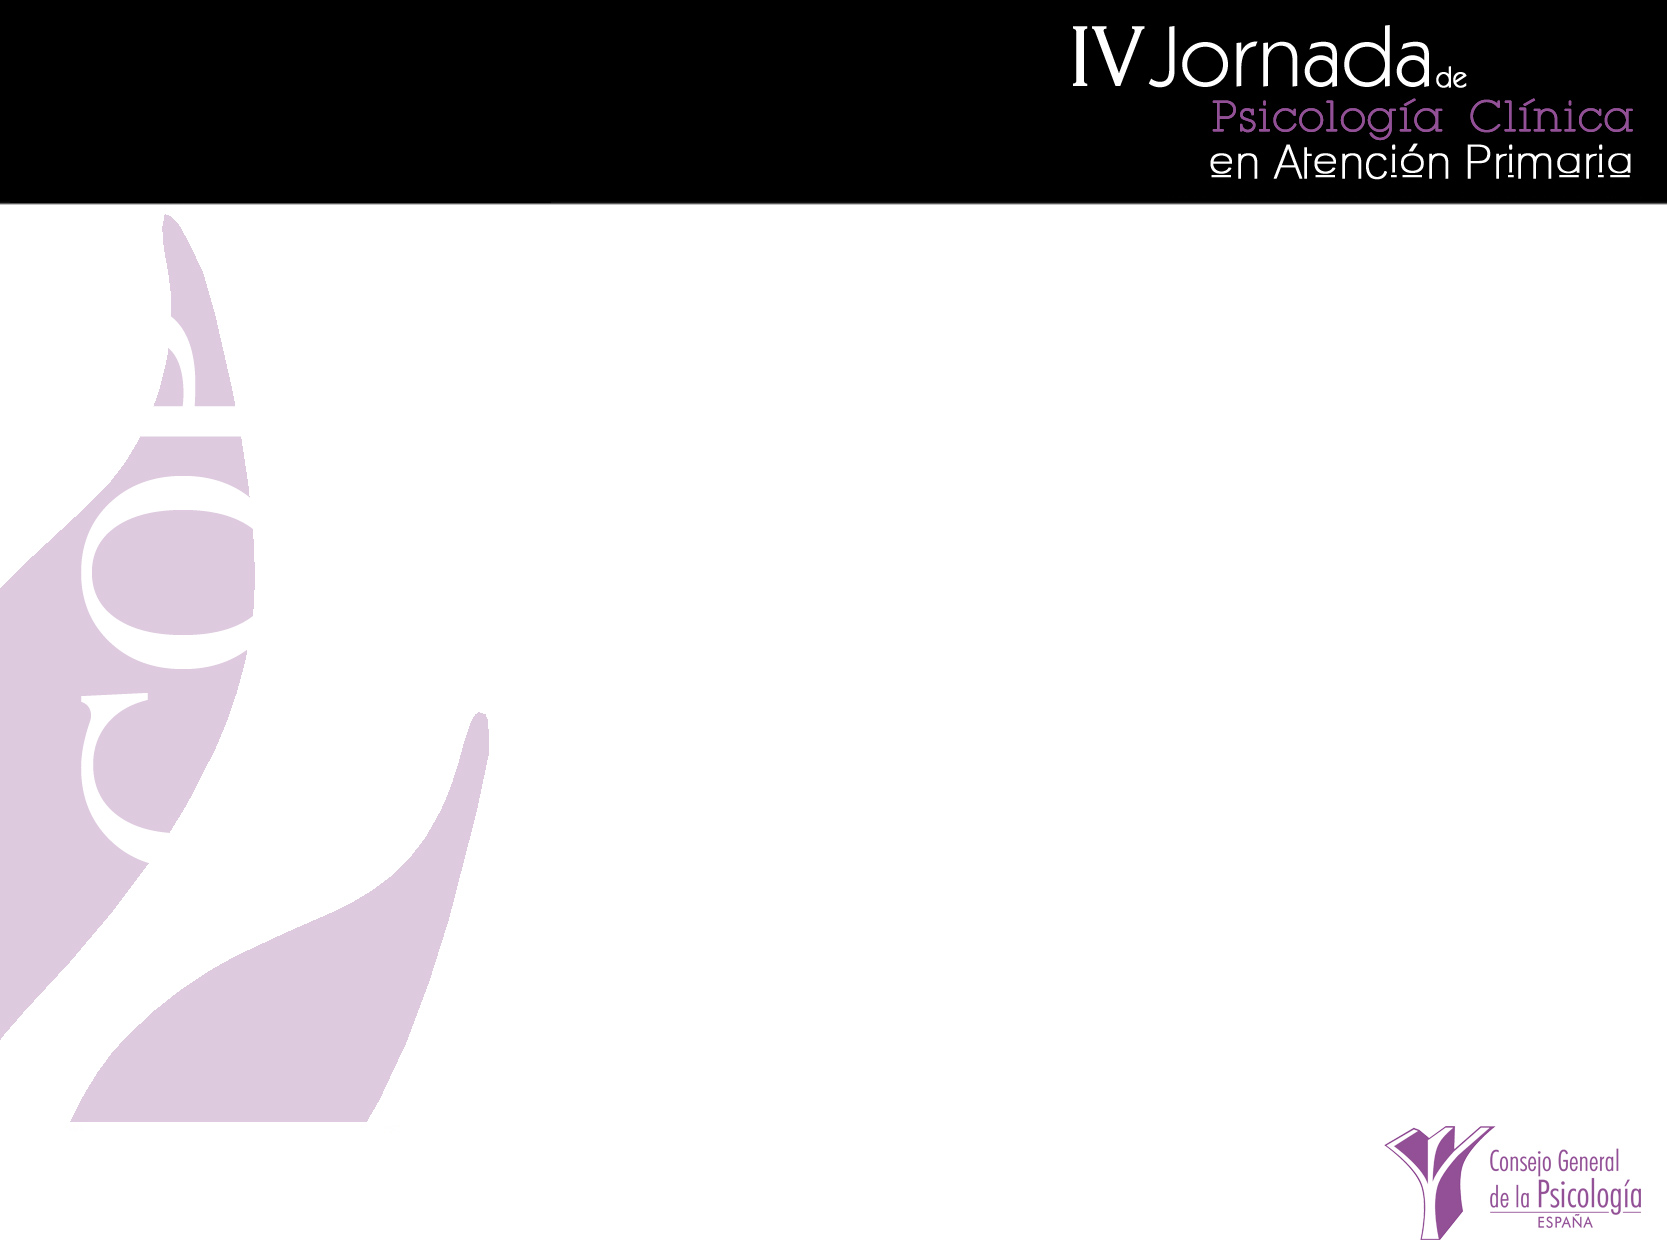 IV Jornada de
Psicología Clínica
en Atención Primaria
Consejo General
de la Psicología
ESPAÑA